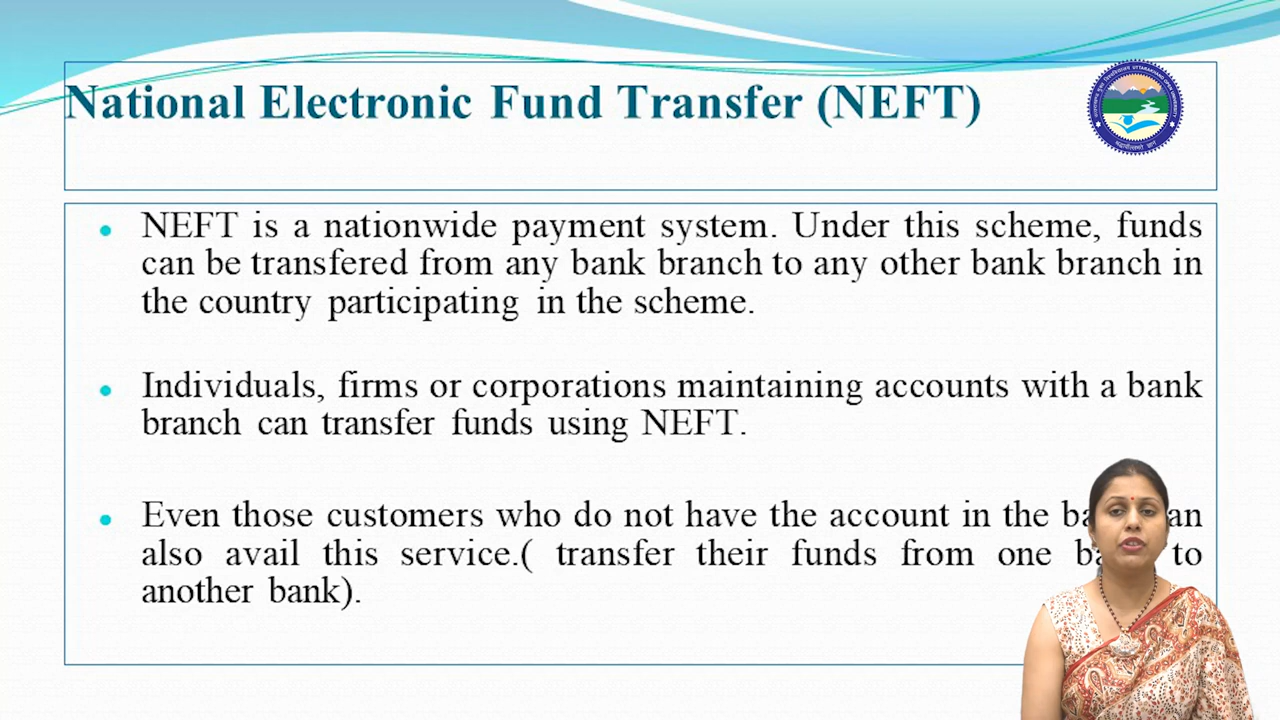 National Electronic Fund Transfer (NEFT)
NEFT is a nationwide payment system. Under this scheme, funds
can be transfered from any bank branch to any other bank branch in
the country participating in the scheme.
Individuals, firms or corporations maintaining accounts with a bank
branch can transfer funds using NEFT.
Even those customers who do not have the account in the
also avail this service.( transfer their funds from one to
another bank).